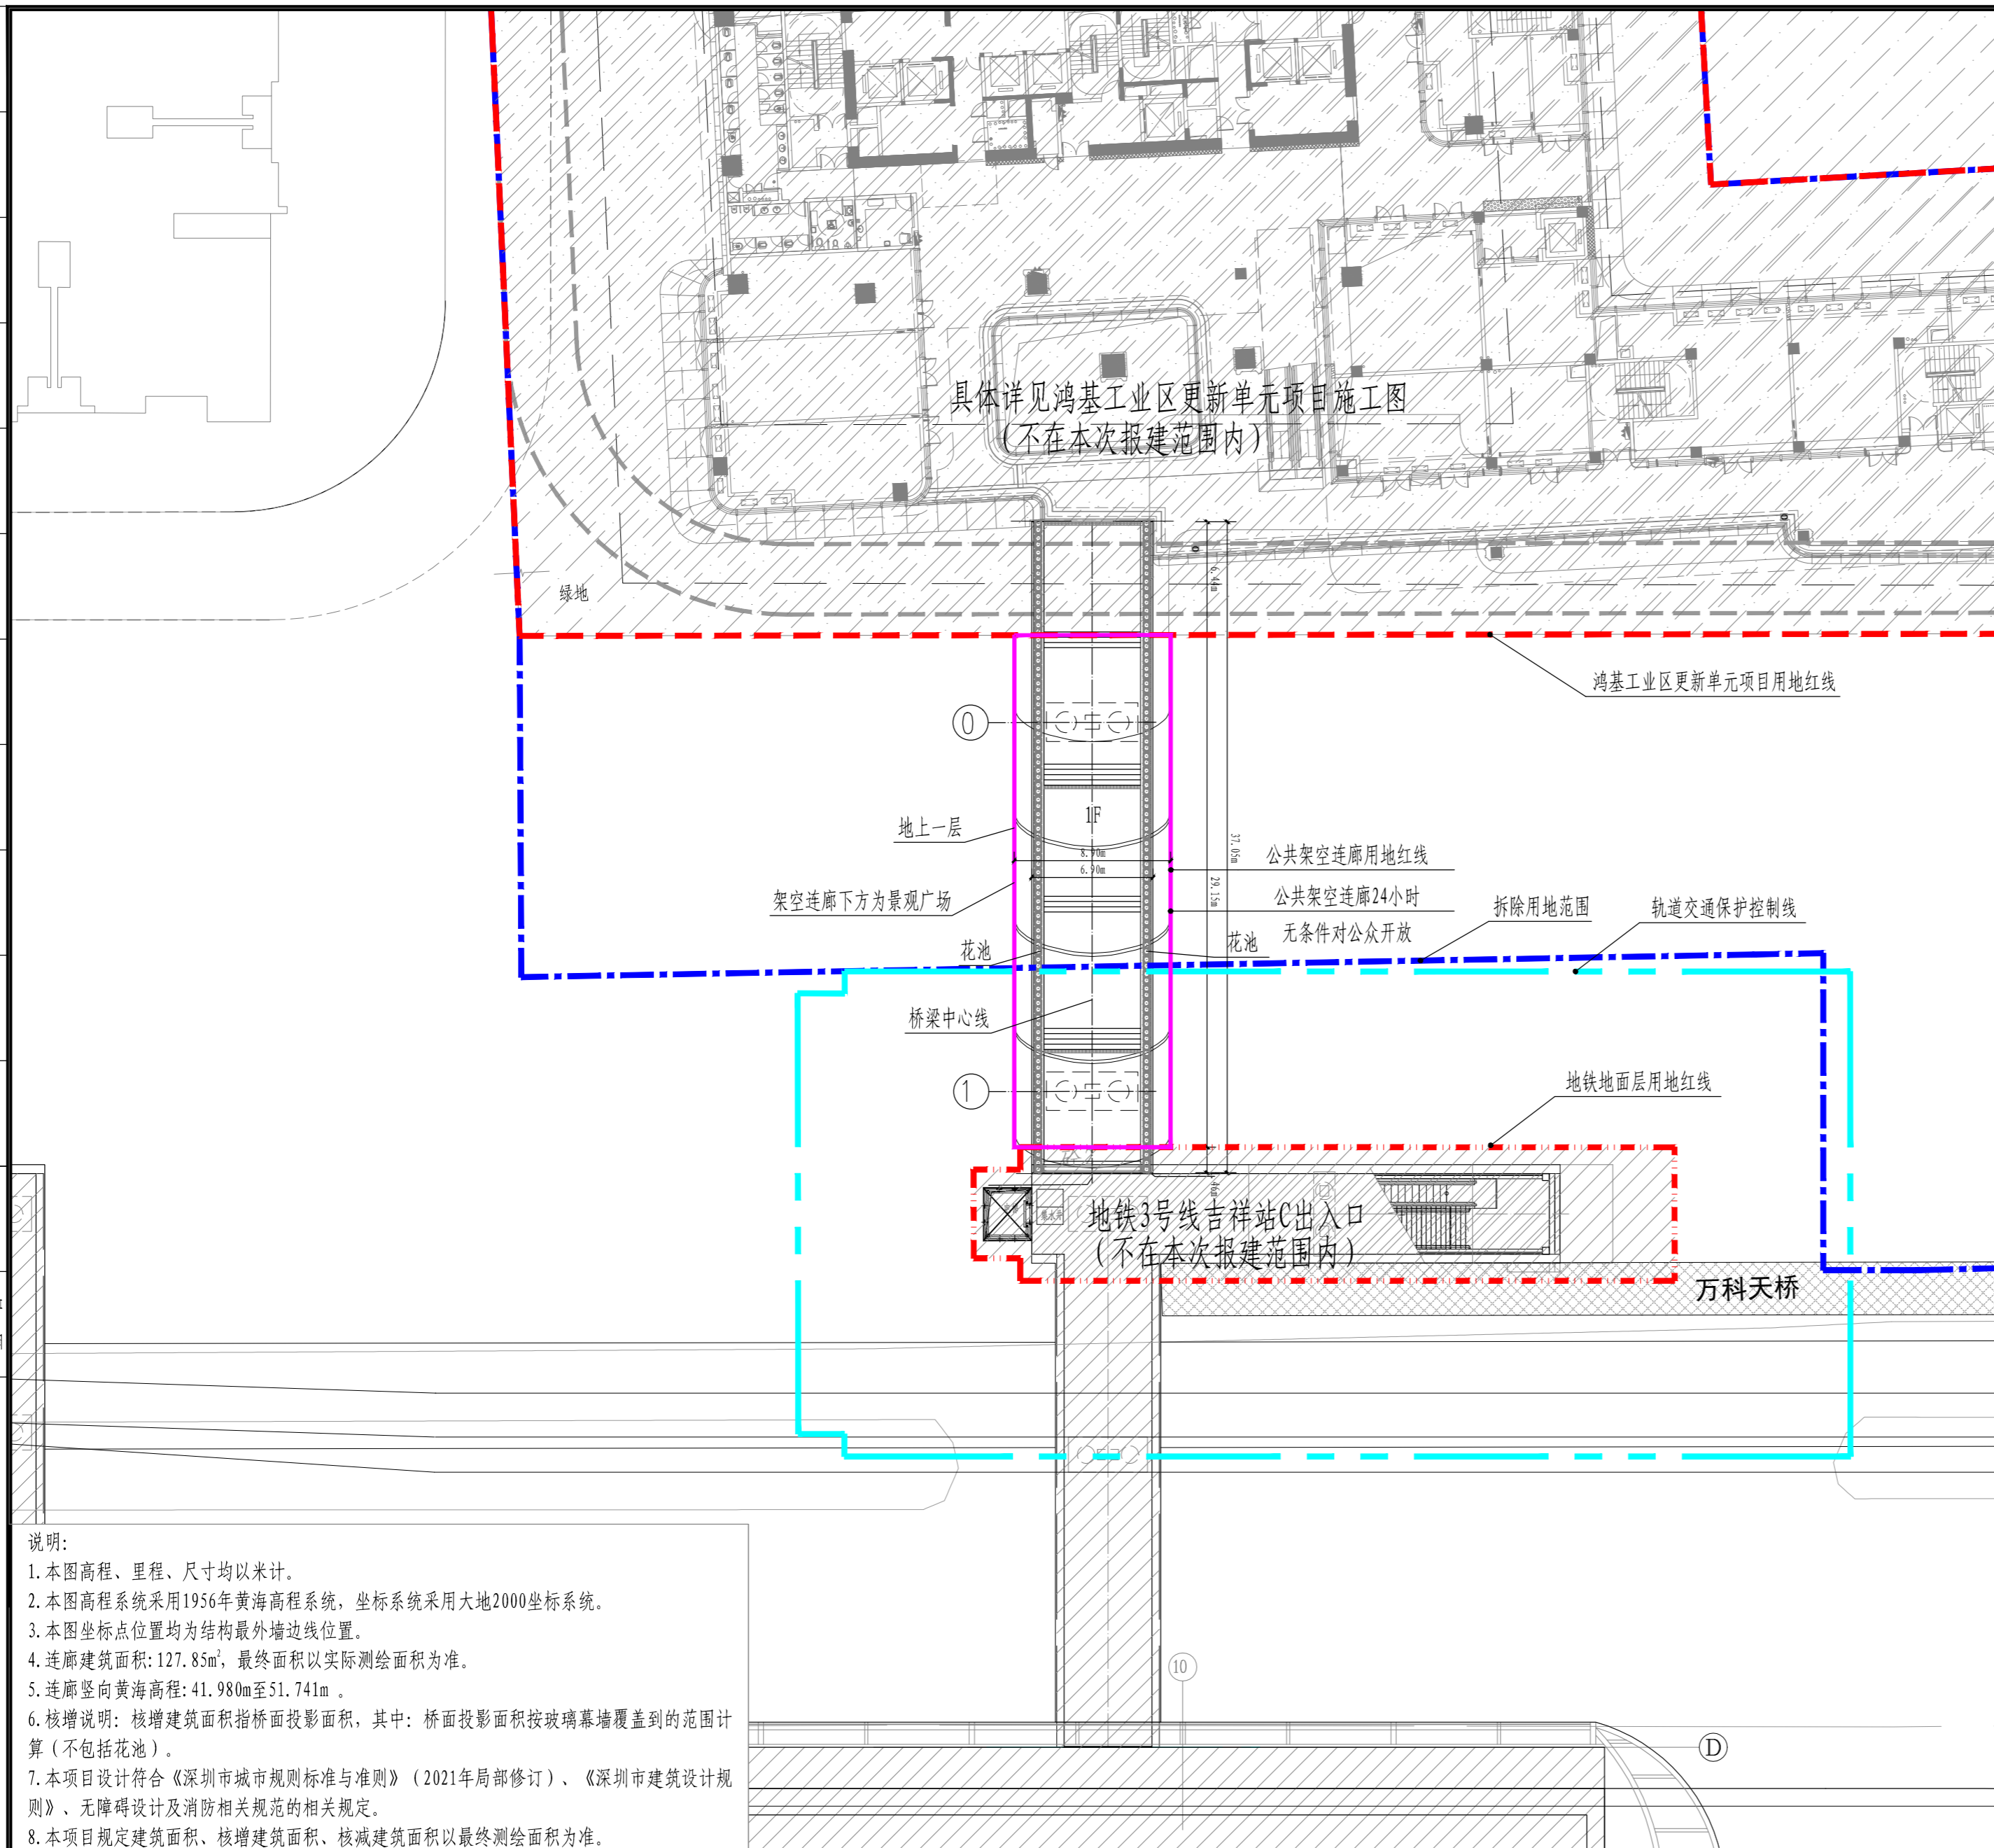 具体详见鸿基工业区更新单元项目施工图
（不在本次报建范围内）
绿地
6.44m
鸿基工业区更新单元项目用地红线
0
1F
地上一层
37.05m
8.90m
6.90m
公共架空连廊用地红线
29.15m
架空连廊下方为景观广场
公共架空连廊24小时
无条件对公众开放
拆除用地范围
轨道交通保护控制线
花池
花池
桥梁中心线
1
地铁地面层用地红线
地铁3号线吉祥站C出入口
（不在本次报建范围内）
万科天桥
10
D
说明：
1.本图高程、里程、尺寸均以米计。
2.本图高程系统采用1956年黄海高程系统，坐标系统采用大地2000坐标系统。
3.本图坐标点位置均为结构最外墙边线位置。
4.连廊建筑面积:127.85m²，最终面积以实际测绘面积为准。
5.连廊竖向黄海高程:41.980m至51.741m 。
6.核增说明：核增建筑面积指桥面投影面积，其中：桥面投影面积按玻璃幕墙覆盖到的范围计
算（不包括花池）。
7.本项目设计符合《深圳市城市规则标准与准则》（2021年局部修订）、《深圳市建筑设计规
则》、无障碍设计及消防相关规范的相关规定。
8.本项目规定建筑面积、核增建筑面积、核减建筑面积以最终测绘面积为准。